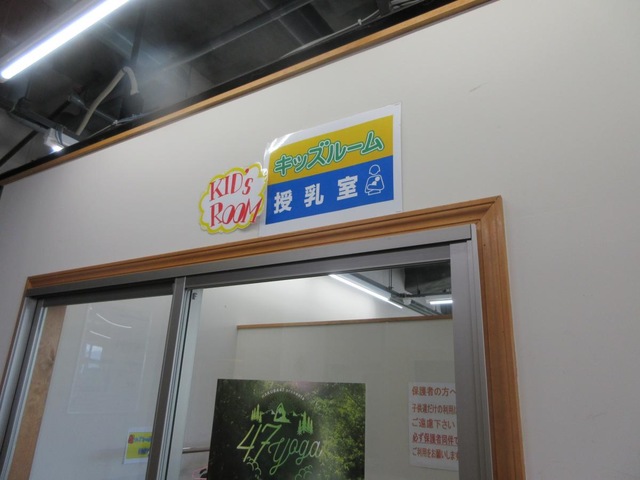 KID's
ROOM
キッズルーム
授乳室
47yoga
保護者の方へ
子供達だけの利用は
ご遠慮下さい
必ず保護者同伴で
ご利用をお願いします